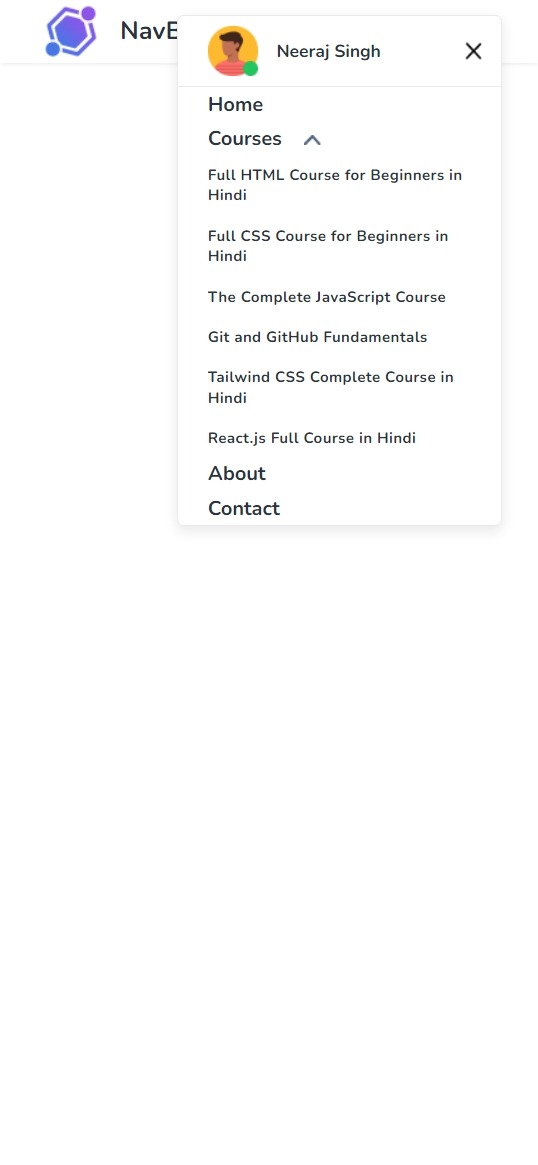 NavB
Neeraj Singh
Home
Courses
Full HTML Course for Beginners in
Hindi
Full CSS Course for Beginners in
Hindi
The Complete JavaScript Course
Git and GitHub Fundamentals
Tailwind CSS Complete Course in
Hindi
React.js Full Course in Hindi
About
Contact